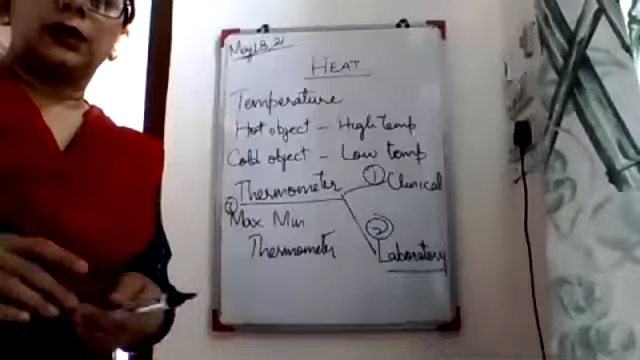 May 18, 21
HEAT
Temperature
Hot object – High temp
Cold object – Low temp
Thermometer ① Clinical
② Laboratory
③ Max Min
Thermometer